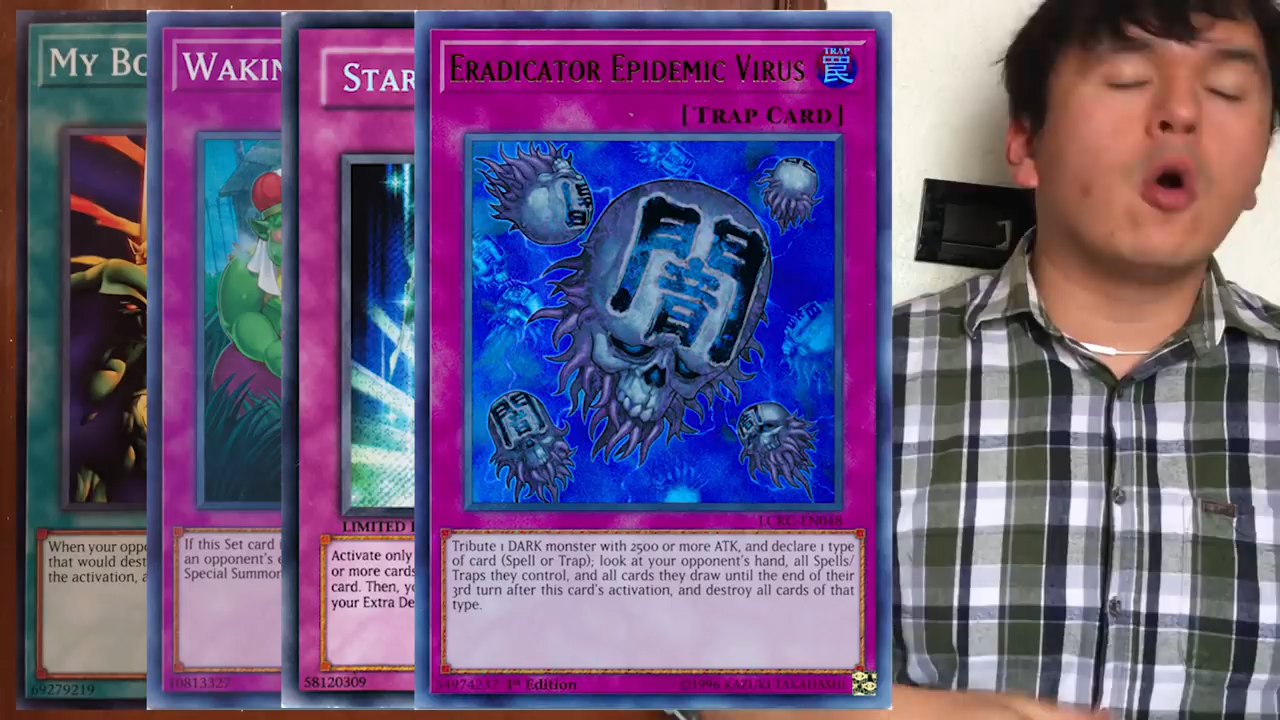 My Bo
69279219
When your oppo
that would dest
the activation, a
Wakin
If this Set card
an opponent's e
Special Summon
10813327
Star
LIMITED
Activate only
or more cards
card. Then, yo
your Extra De
58120309
Eradicator Epidemic Virus
TRAP
罠
[ Trap Card ]
闇
LCKC-EN048
Tribute 1 DARK monster with 2500 or more ATK, and declare 1 type
of card (Spell or Trap); look at your opponent's hand, all Spells/
Traps they control, and all cards they draw until the end of their
3rd turn after this card's activation, and destroy all cards of that
type.
54974237 1st Edition
©1996 KAZUKI TAKAHASHI